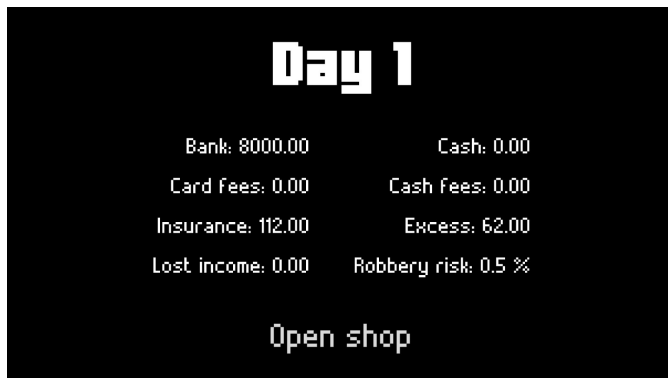 Day 1
Bank: 8000.00 Cash: 0.00
Card fees: 0.00 Cash fees: 0.00
Insurance: 112.00 Excess: 62.00
Lost income: 0.00 Robbery risk: 0.5 %
Open shop